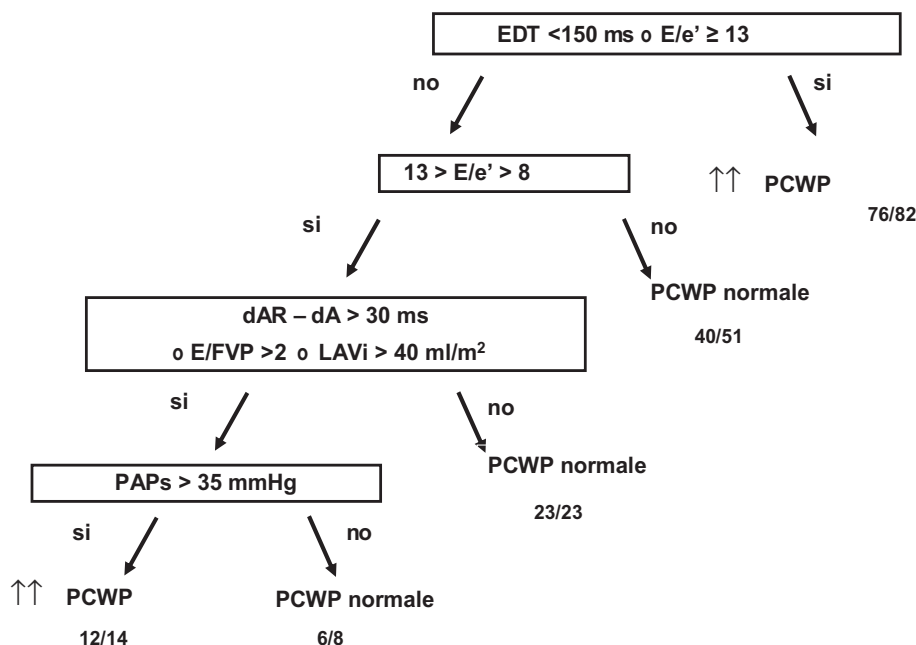 EDT <150 ms o E/e’ ≥ 13
no
si
13 > E/e’ > 8
↑↑ PCWP
76/82
si
no
PCWP normale
40/51
dAR – dA > 30 ms
o E/FVP >2 o LAVi > 40 ml/m²
si
no
PCWP normale
23/23
PAPs > 35 mmHg
si
no
↑↑ PCWP
PCWP normale
12/14
6/8